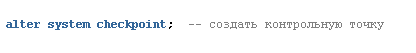 alter system checkpoint;  -- создать контрольную точку